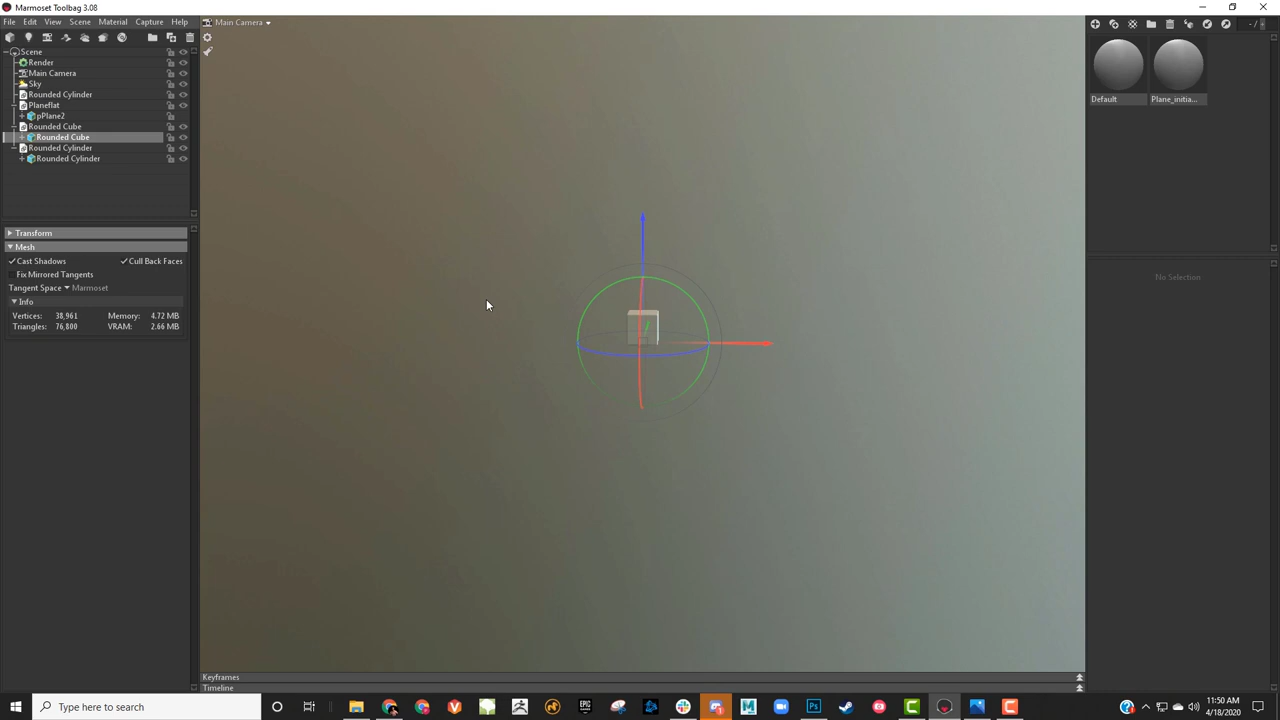 Marmoset Toolbag 3.08
File Edit View Scene Material Capture Help
Main Camera
Scene
Render
Main Camera
Sky
Rounded Cylinder
Planeflat
pPlane2
Rounded Cube
Rounded Cube
Rounded Cylinder
Rounded Cylinder
Transform
Mesh
Cast Shadows Cull Back Faces
Fix Mirrored Tangents
Tangent Space Marmoset
Info
Vertices: 38,961 Memory: 4.72 MB
Triangles: 76,800 VRAM: 2.66 MB
Default Plane_initia...
No Selection
Keyframes
Timeline
Type here to search
EPIC
Ps
11:50 AM
4/18/2020